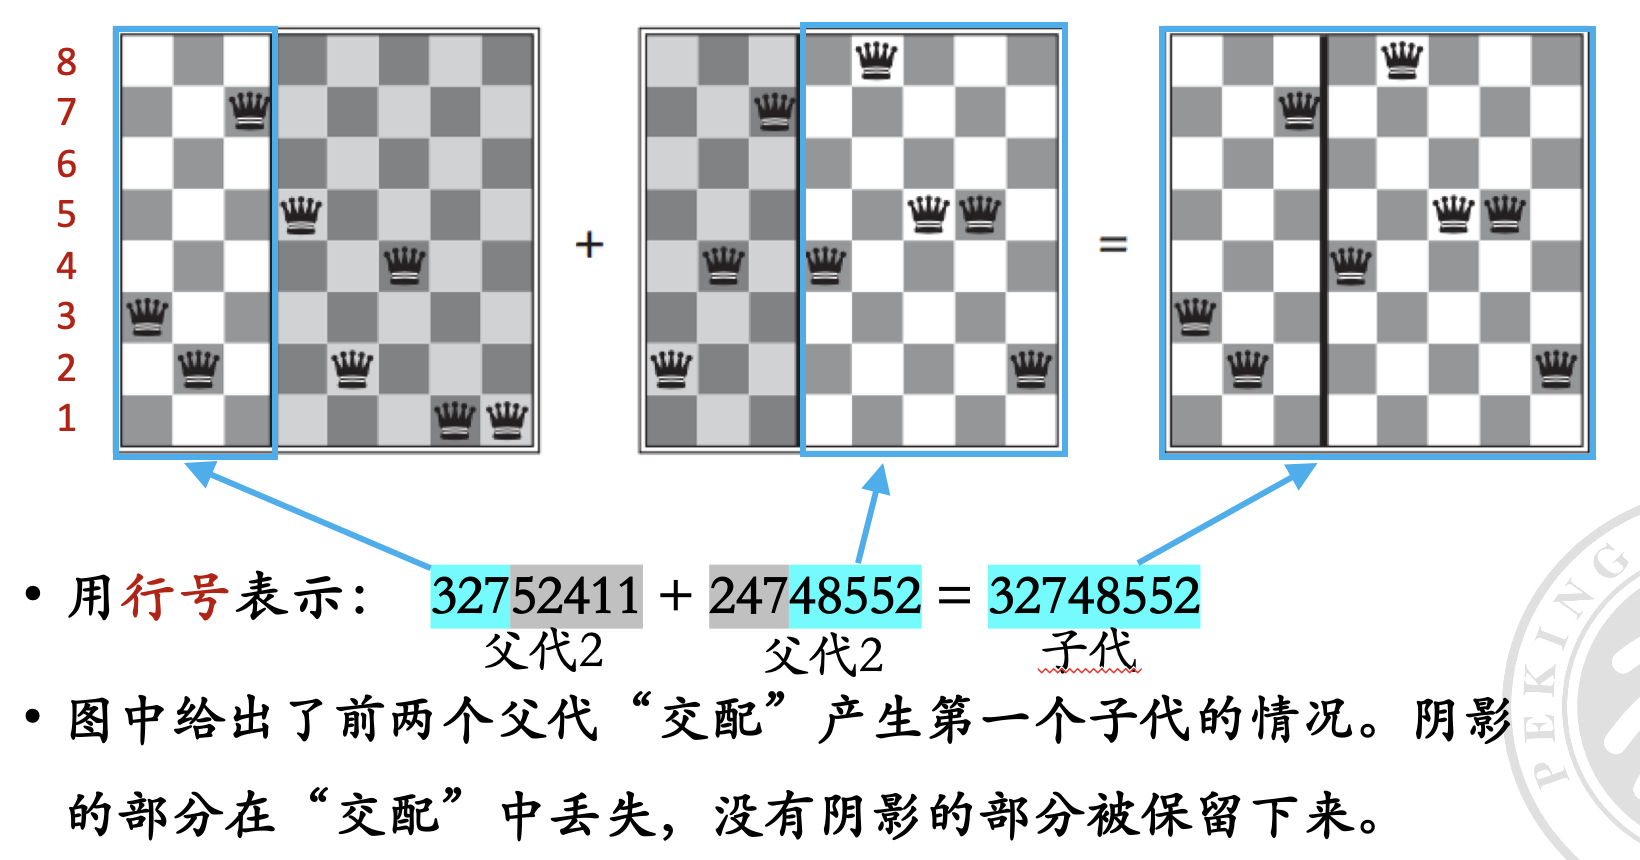 8
7
6
5
4
3
2
1
+
=
• 用行号表示： 32752411 + 24748552 = 32748552
父代2 父代2 子代
• 图中给出了前两个父代“交配”产生第一个子代的情况。阴影
的部分在“交配”中丢失，没有阴影的部分被保留下来。
PEKING